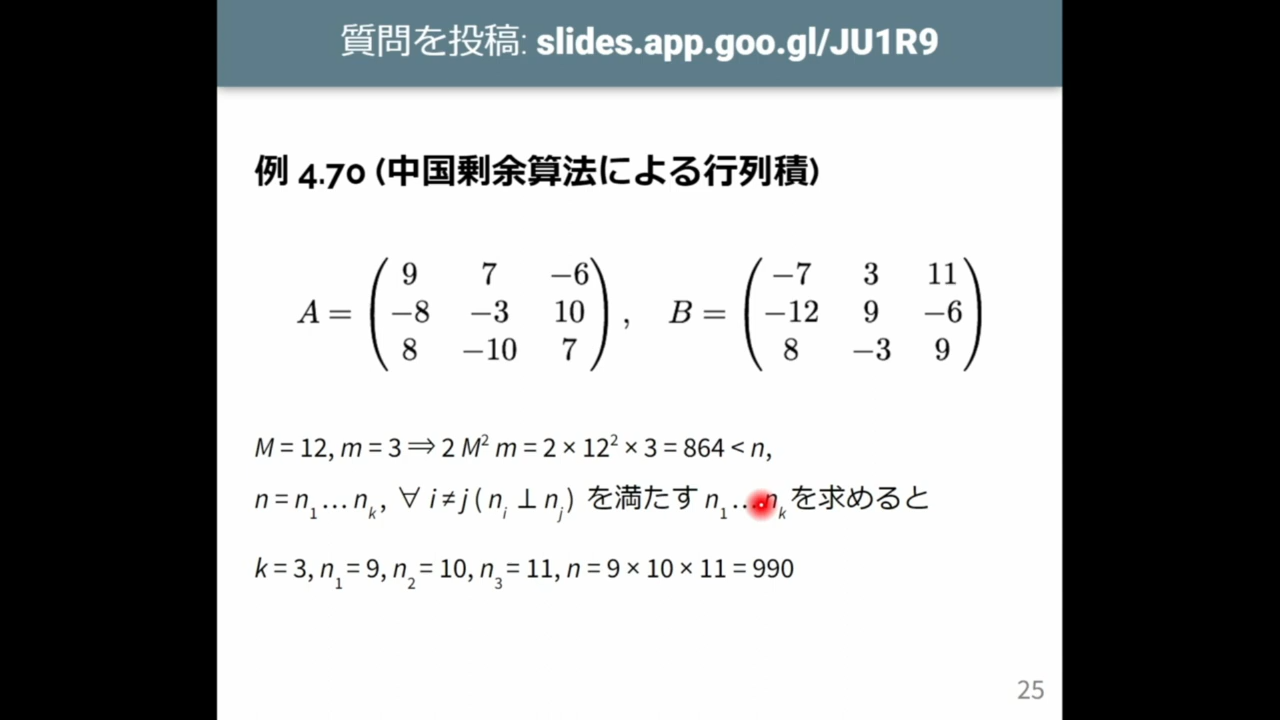 質問を投稿: slides.app.goo.gl/JU1R9
例 4.70 (中国剰余算法による行列積)
A = ( 9 7 −6 ; −8 −3 10 ; 8 −10 7 ) , B = ( −7 3 11 ; −12 9 −6 ; 8 −3 9 )
M = 12, m = 3 ⟹ 2 M² m = 2 × 12² × 3 = 864 < n,
n = n₁ … nₖ, ∀ i ≠ j ( nᵢ ⊥ nⱼ ) を満たす n₁ … nₖ を求めると
k = 3, n₁ = 9, n₂ = 10, n₃ = 11, n = 9 × 10 × 11 = 990
25